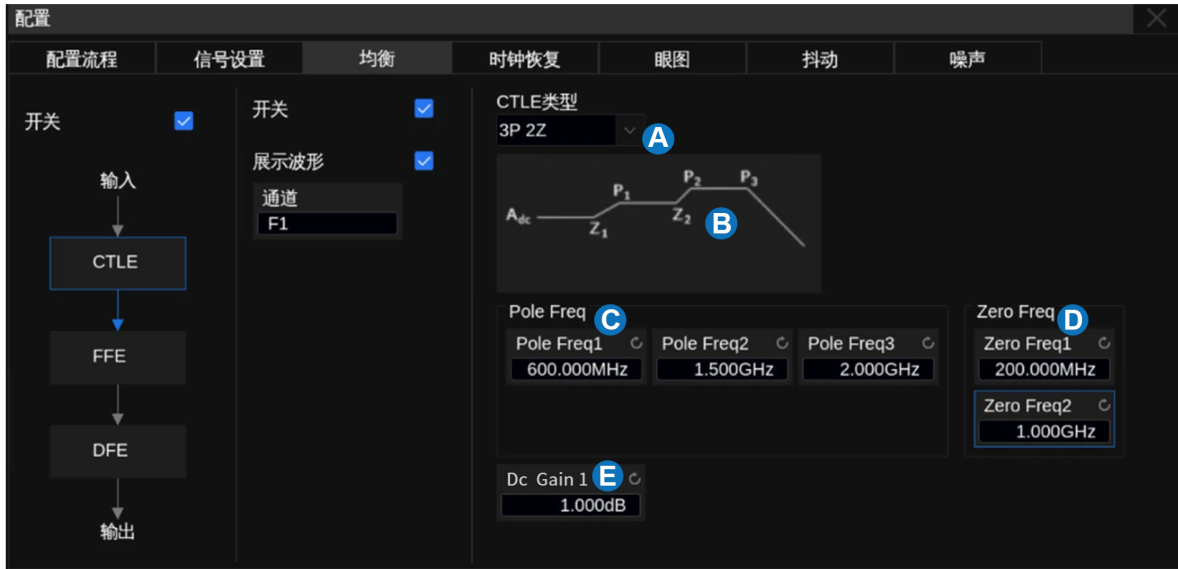 配置
配置流程 信号设置 均衡 时钟恢复 眼图 抖动 噪声
开关
输入
CTLE
FFE
DFE
输出
开关
展示波形
通道
F1
CTLE类型
3P 2Z
A
Adc Z1 P1 Z2 P2 P3
B
Pole Freq C
Pole Freq1 Pole Freq2 Pole Freq3
600.000MHz 1.500GHz 2.000GHz
Zero Freq D
Zero Freq1
200.000MHz
Zero Freq2
1.000GHz
Dc Gain 1 E
1.000dB